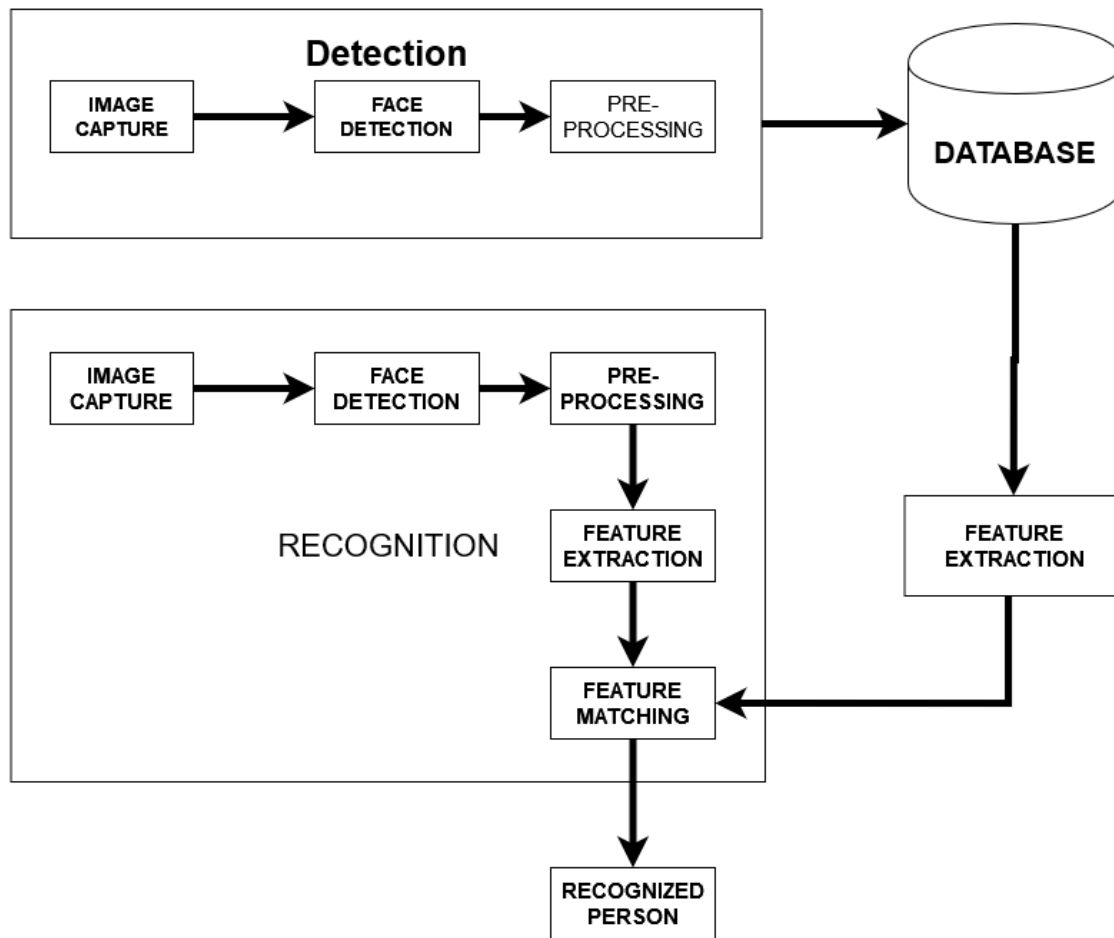 Detection
IMAGE
CAPTURE
FACE
DETECTION
PRE-
PROCESSING
DATABASE
IMAGE
CAPTURE
FACE
DETECTION
PRE-
PROCESSING
RECOGNITION
FEATURE
EXTRACTION
FEATURE
EXTRACTION
FEATURE
MATCHING
RECOGNIZED
PERSON